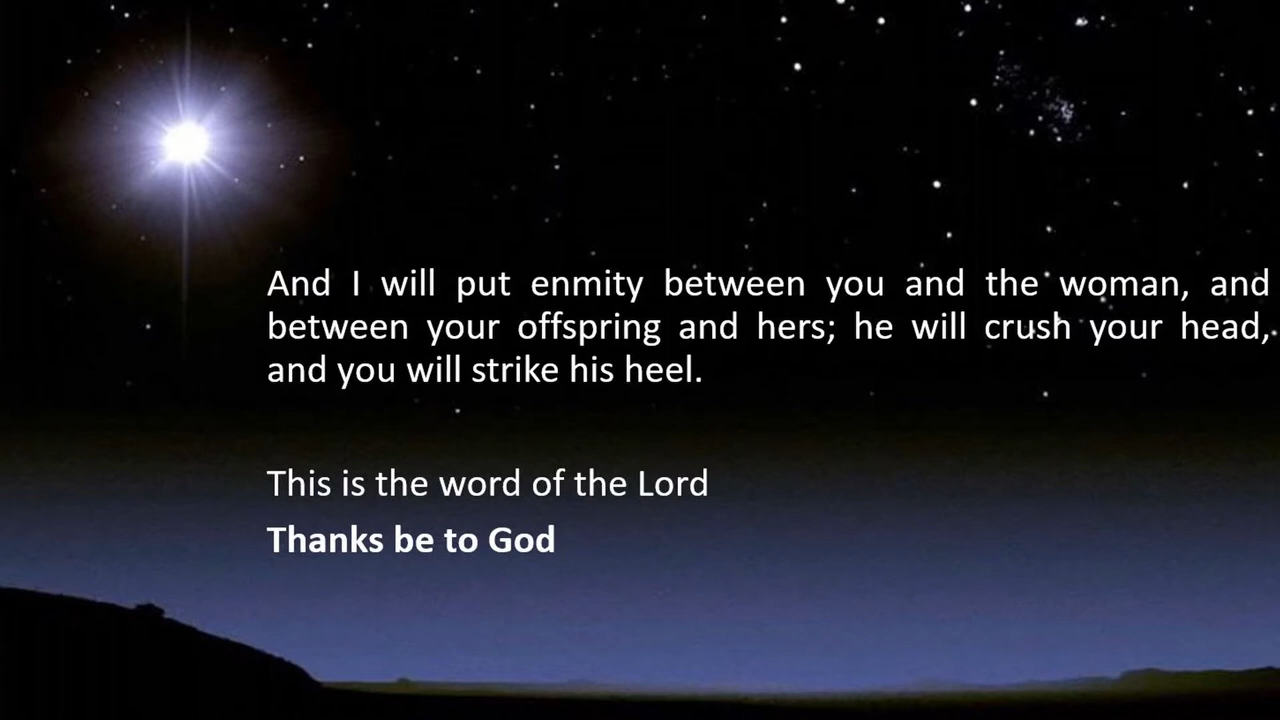 And I will put enmity between you and the woman, and
between your offspring and hers; he will crush your head,
and you will strike his heel.
This is the word of the Lord
Thanks be to God